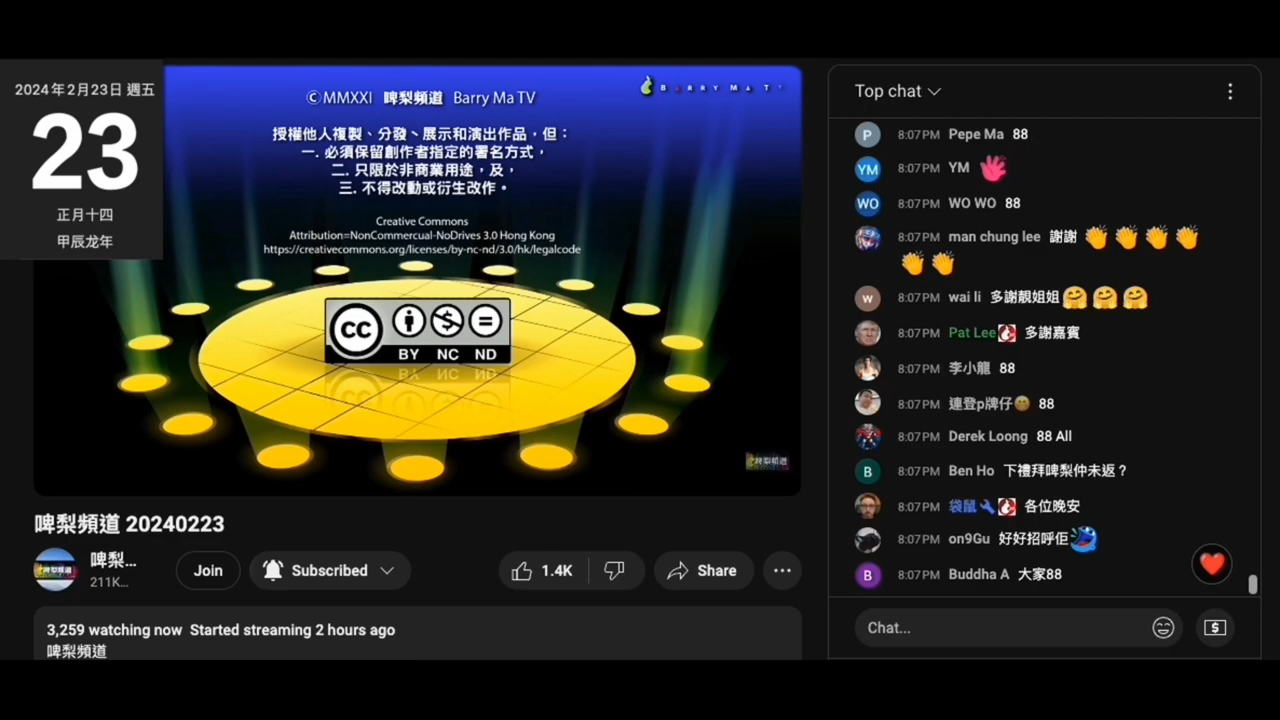 2024年2月23日 週五
23
正月十四
甲辰龙年
ⒸMMXXI 啤梨頻道 Barry Ma TV
BARRY MA T
授權他人複製、分發、展示和演出作品，但：
一. 必須保留創作者指定的署名方式，
二. 只限於非商業用途，及，
三. 不得改動或衍生改作。
Creative Commons
Attribution=NonCommercual-NoDrives 3.0 Hong Kong
https://creativecommons.org/licenses/by-nc-nd/3.0/hk/legalcode
cc
BY NC ND
啤梨頻道
啤梨頻道 20240223
啤梨...
211K...
Join
Subscribed
1.4K
Share
3,259 watching now Started streaming 2 hours ago
啤梨頻道
Top chat
P 8:07PM Pepe Ma 88
YM 8:07PM YM
WO 8:07PM WO WO 88
8:07PM man chung lee 謝謝 👏👏👏👏
👏👏
w 8:07PM wai li 多謝靚姐姐🤗🤗🤗
8:07PM Pat Lee 多謝嘉賓
8:07PM 李小龍 88
8:07PM 連登p牌仔😁 88
8:07PM Derek Loong 88 All
B 8:07PM Ben Ho 下禮拜啤梨仲未返？
8:07PM 袋鼠🔧 各位晚安
8:07PM on9Gu 好好招呼佢
B 8:07PM Buddha A 大家88
Chat...